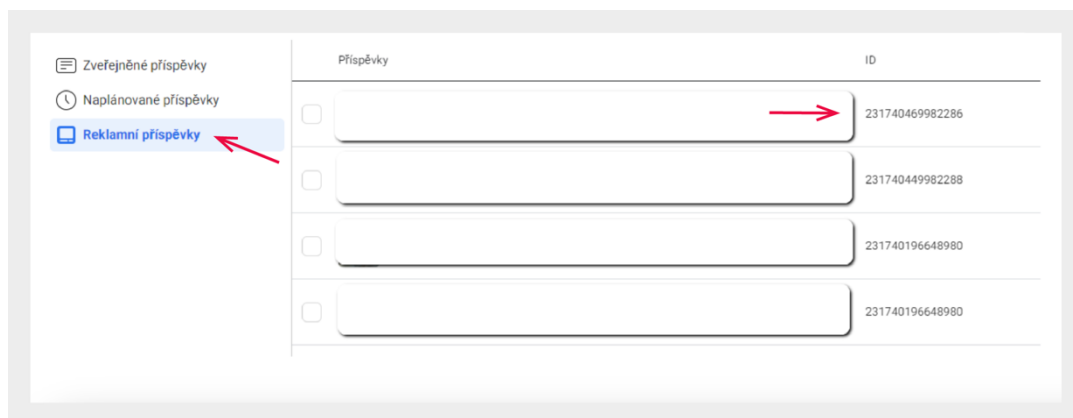 Zveřejněné příspěvky
Naplánované příspěvky
Reklamní příspěvky
Příspěvky ID
231740469982286
231740449982288
231740196648980
231740196648980